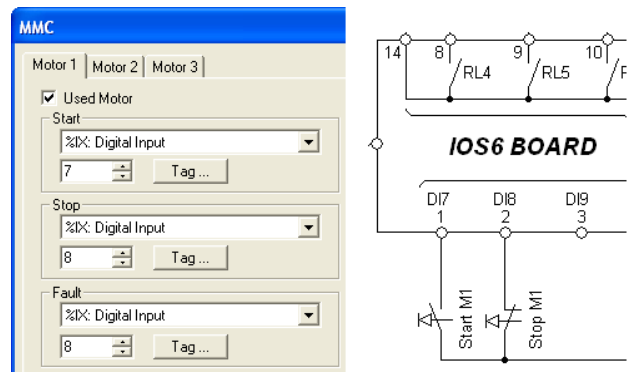 MMC
Motor 1 Motor 2 Motor 3
Used Motor
Start
%IX: Digital Input
7 Tag ...
Stop
%IX: Digital Input
8 Tag ...
Fault
%IX: Digital Input
8 Tag ...
14 8 9 10
RL4 RL5
IOS6 BOARD
DI7 DI8 DI9
1 2 3
Start M1
Stop M1